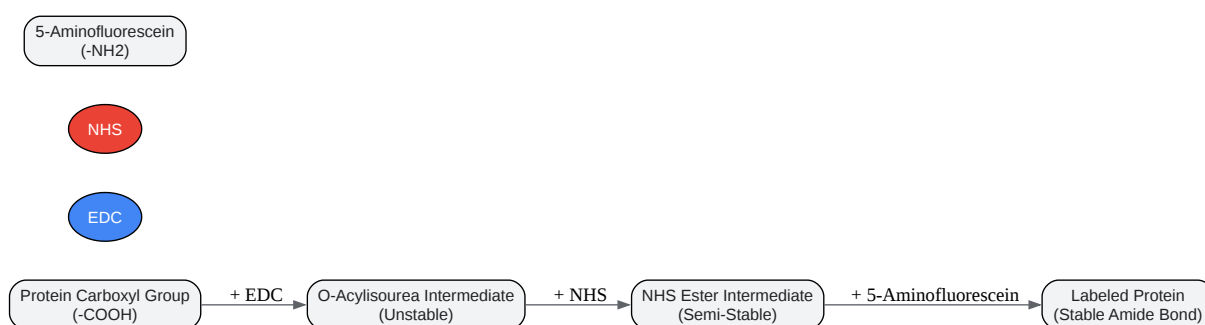 5-Aminofluorescein
(-NH2)
NHS
EDC
Protein Carboxyl Group
(-COOH)
+ EDC
O-Acylisourea Intermediate
(Unstable)
+ NHS
NHS Ester Intermediate
(Semi-Stable)
+ 5-Aminofluorescein
Labeled Protein
(Stable Amide Bond)